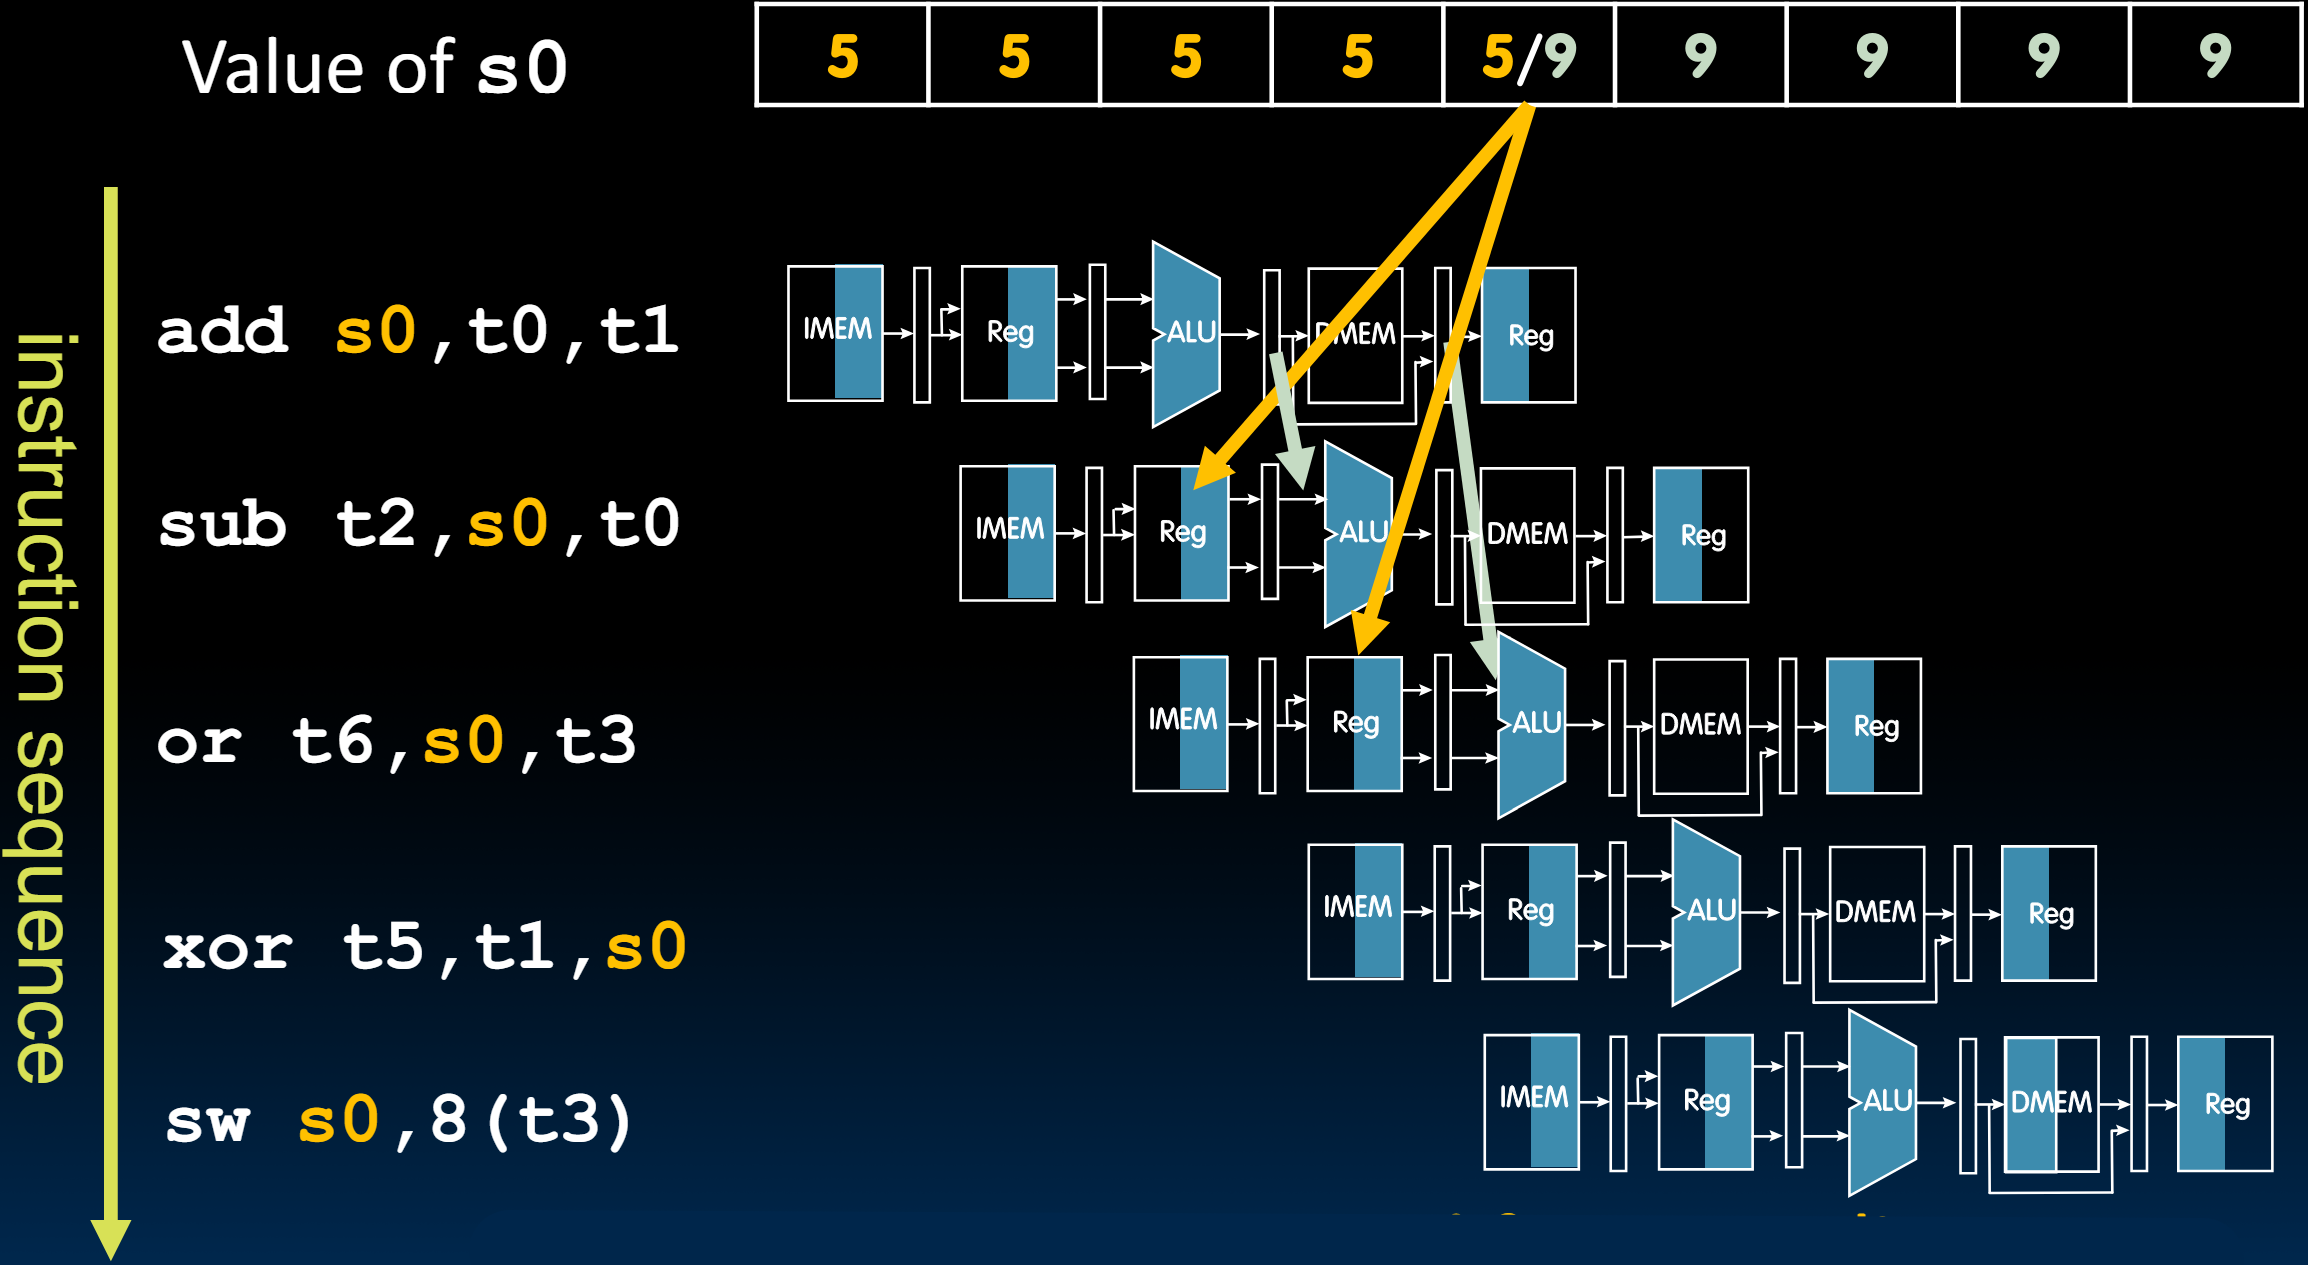 Value of s0 5 5 5 5 5/9 9 9 9 9
instruction sequence
add s0,t0,t1
IMEM Reg ALU DMEM Reg
sub t2,s0,t0
IMEM Reg ALU DMEM Reg
or t6,s0,t3
IMEM Reg ALU DMEM Reg
xor t5,t1,s0
IMEM Reg ALU DMEM Reg
sw s0,8(t3)
IMEM Reg ALU DMEM Reg